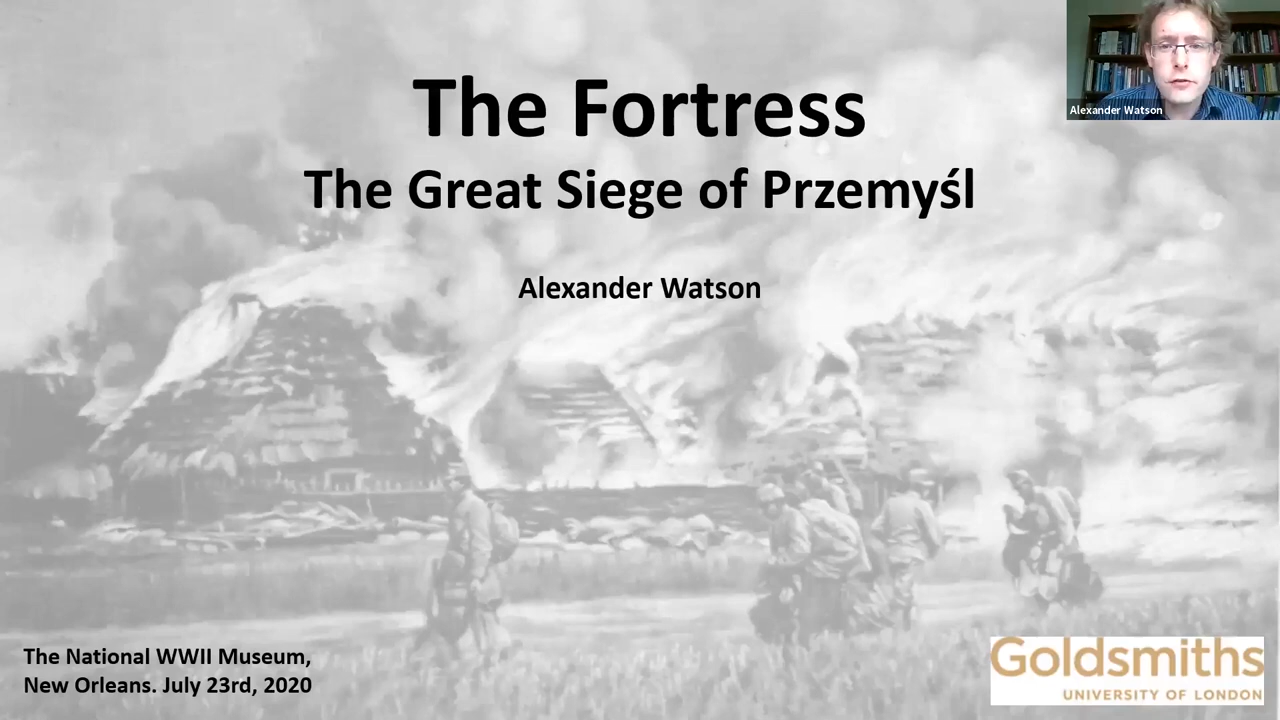 The Fortress
The Great Siege of Przemyśl
Alexander Watson
Alexander Watson
The National WWII Museum,
New Orleans. July 23rd, 2020
Goldsmiths
UNIVERSITY OF LONDON